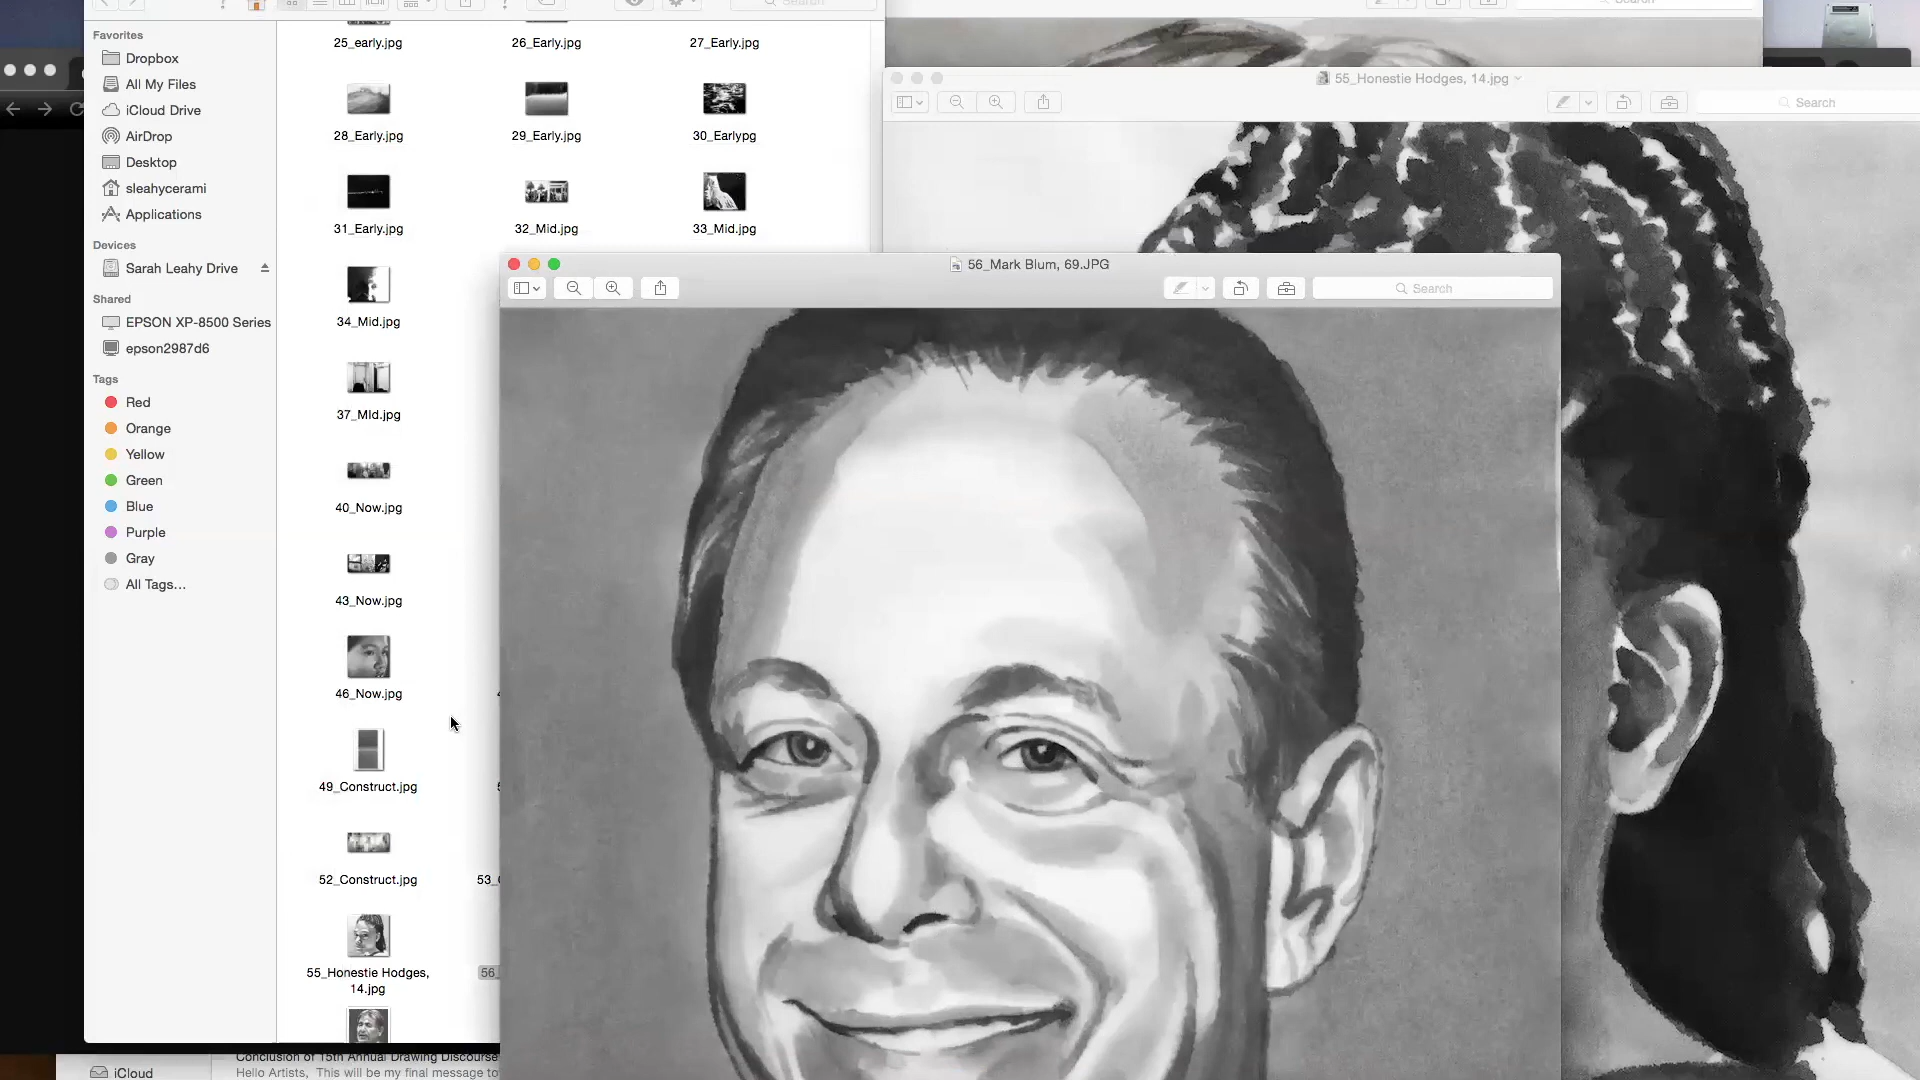 Search
Search
Favorites
Dropbox
All My Files
iCloud Drive
AirDrop
Desktop
sleahycerami
Applications
Devices
Sarah Leahy Drive
Shared
EPSON XP-8500 Series
epson2987d6
Tags
Red
Orange
Yellow
Green
Blue
Purple
Gray
All Tags...
25_early.jpg
26_Early.jpg
27_Early.jpg
28_Early.jpg
29_Early.jpg
30_Earlypg
31_Early.jpg
32_Mid.jpg
33_Mid.jpg
34_Mid.jpg
37_MId.jpg
40_Now.jpg
43_Now.jpg
46_Now.jpg
49_Construct.jpg
52_Construct.jpg
53_
55_Honestie Hodges,
14.jpg
56_
55_Honestie Hodges, 14.jpg
Search
56_Mark Blum, 69.JPG
Search
iCloud
Conclusion of 15th Annual Drawing Discourse
Hello Artists, This will be my final message to